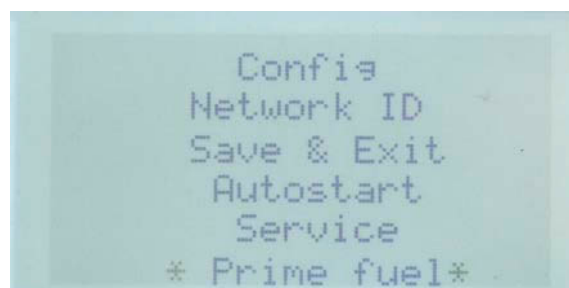 Config
Network ID
Save & Exit
Autostart
Service
* Prime fuel*